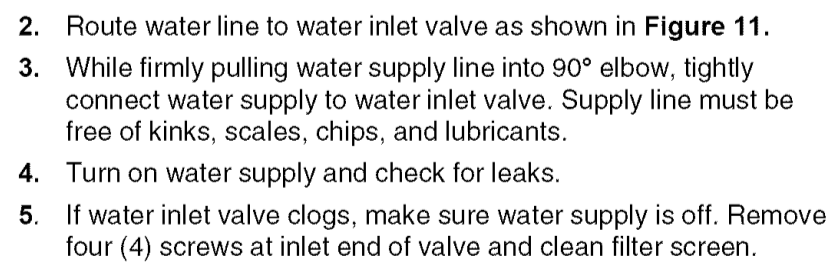 2. Route water line to water inlet valve as shown in Figure 11.
3. While firmly pulling water supply line into 90° elbow, tightly
connect water supply to water inlet valve. Supply line must be
free of kinks, scales, chips, and lubricants.
4. Turn on water supply and check for leaks.
5. If water inlet valve clogs, make sure water supply is off. Remove
four (4) screws at inlet end of valve and clean filter screen.